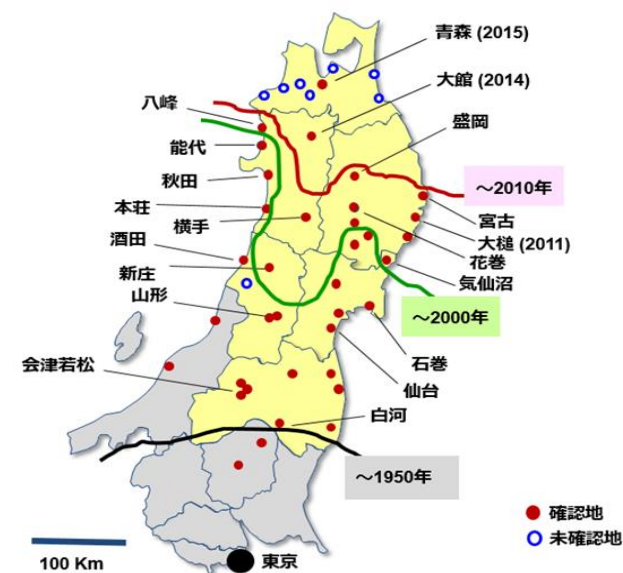 青森 (2015)
大館 (2014)
八峰
盛岡
能代
秋田
～2010年
本荘
横手
宮古
大槌 (2011)
酒田
花巻
新庄
気仙沼
山形
～2000年
石巻
会津若松
仙台
白河
～1950年
確認地
未確認地
100 Km
東京